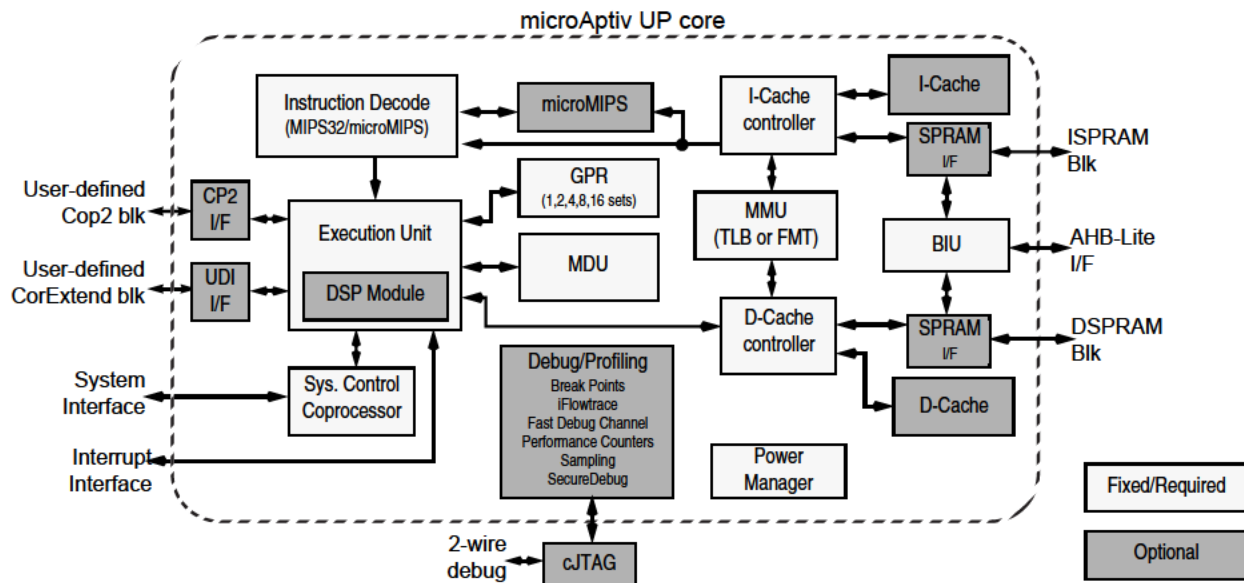 microAptiv UP core
Instruction Decode
(MIPS32/microMIPS)
microMIPS
I-Cache
controller
I-Cache
SPRAM
I/F
ISPRAM
Blk
GPR
(1,2,4,8,16 sets)
User-defined
Cop2 blk
CP2
I/F
Execution Unit
MMU
(TLB or FMT)
BIU
AHB-Lite
I/F
MDU
User-defined
CorExtend blk
UDI
I/F
DSP Module
D-Cache
controller
SPRAM
I/F
DSPRAM
Blk
System
Interface
Sys. Control
Coprocessor
Debug/Profiling
Break Points
iFlowtrace
Fast Debug Channel
Performance Counters
Sampling
SecureDebug
D-Cache
Interrupt
Interface
Power
Manager
Fixed/Required
2-wire
debug
cJTAG
Optional